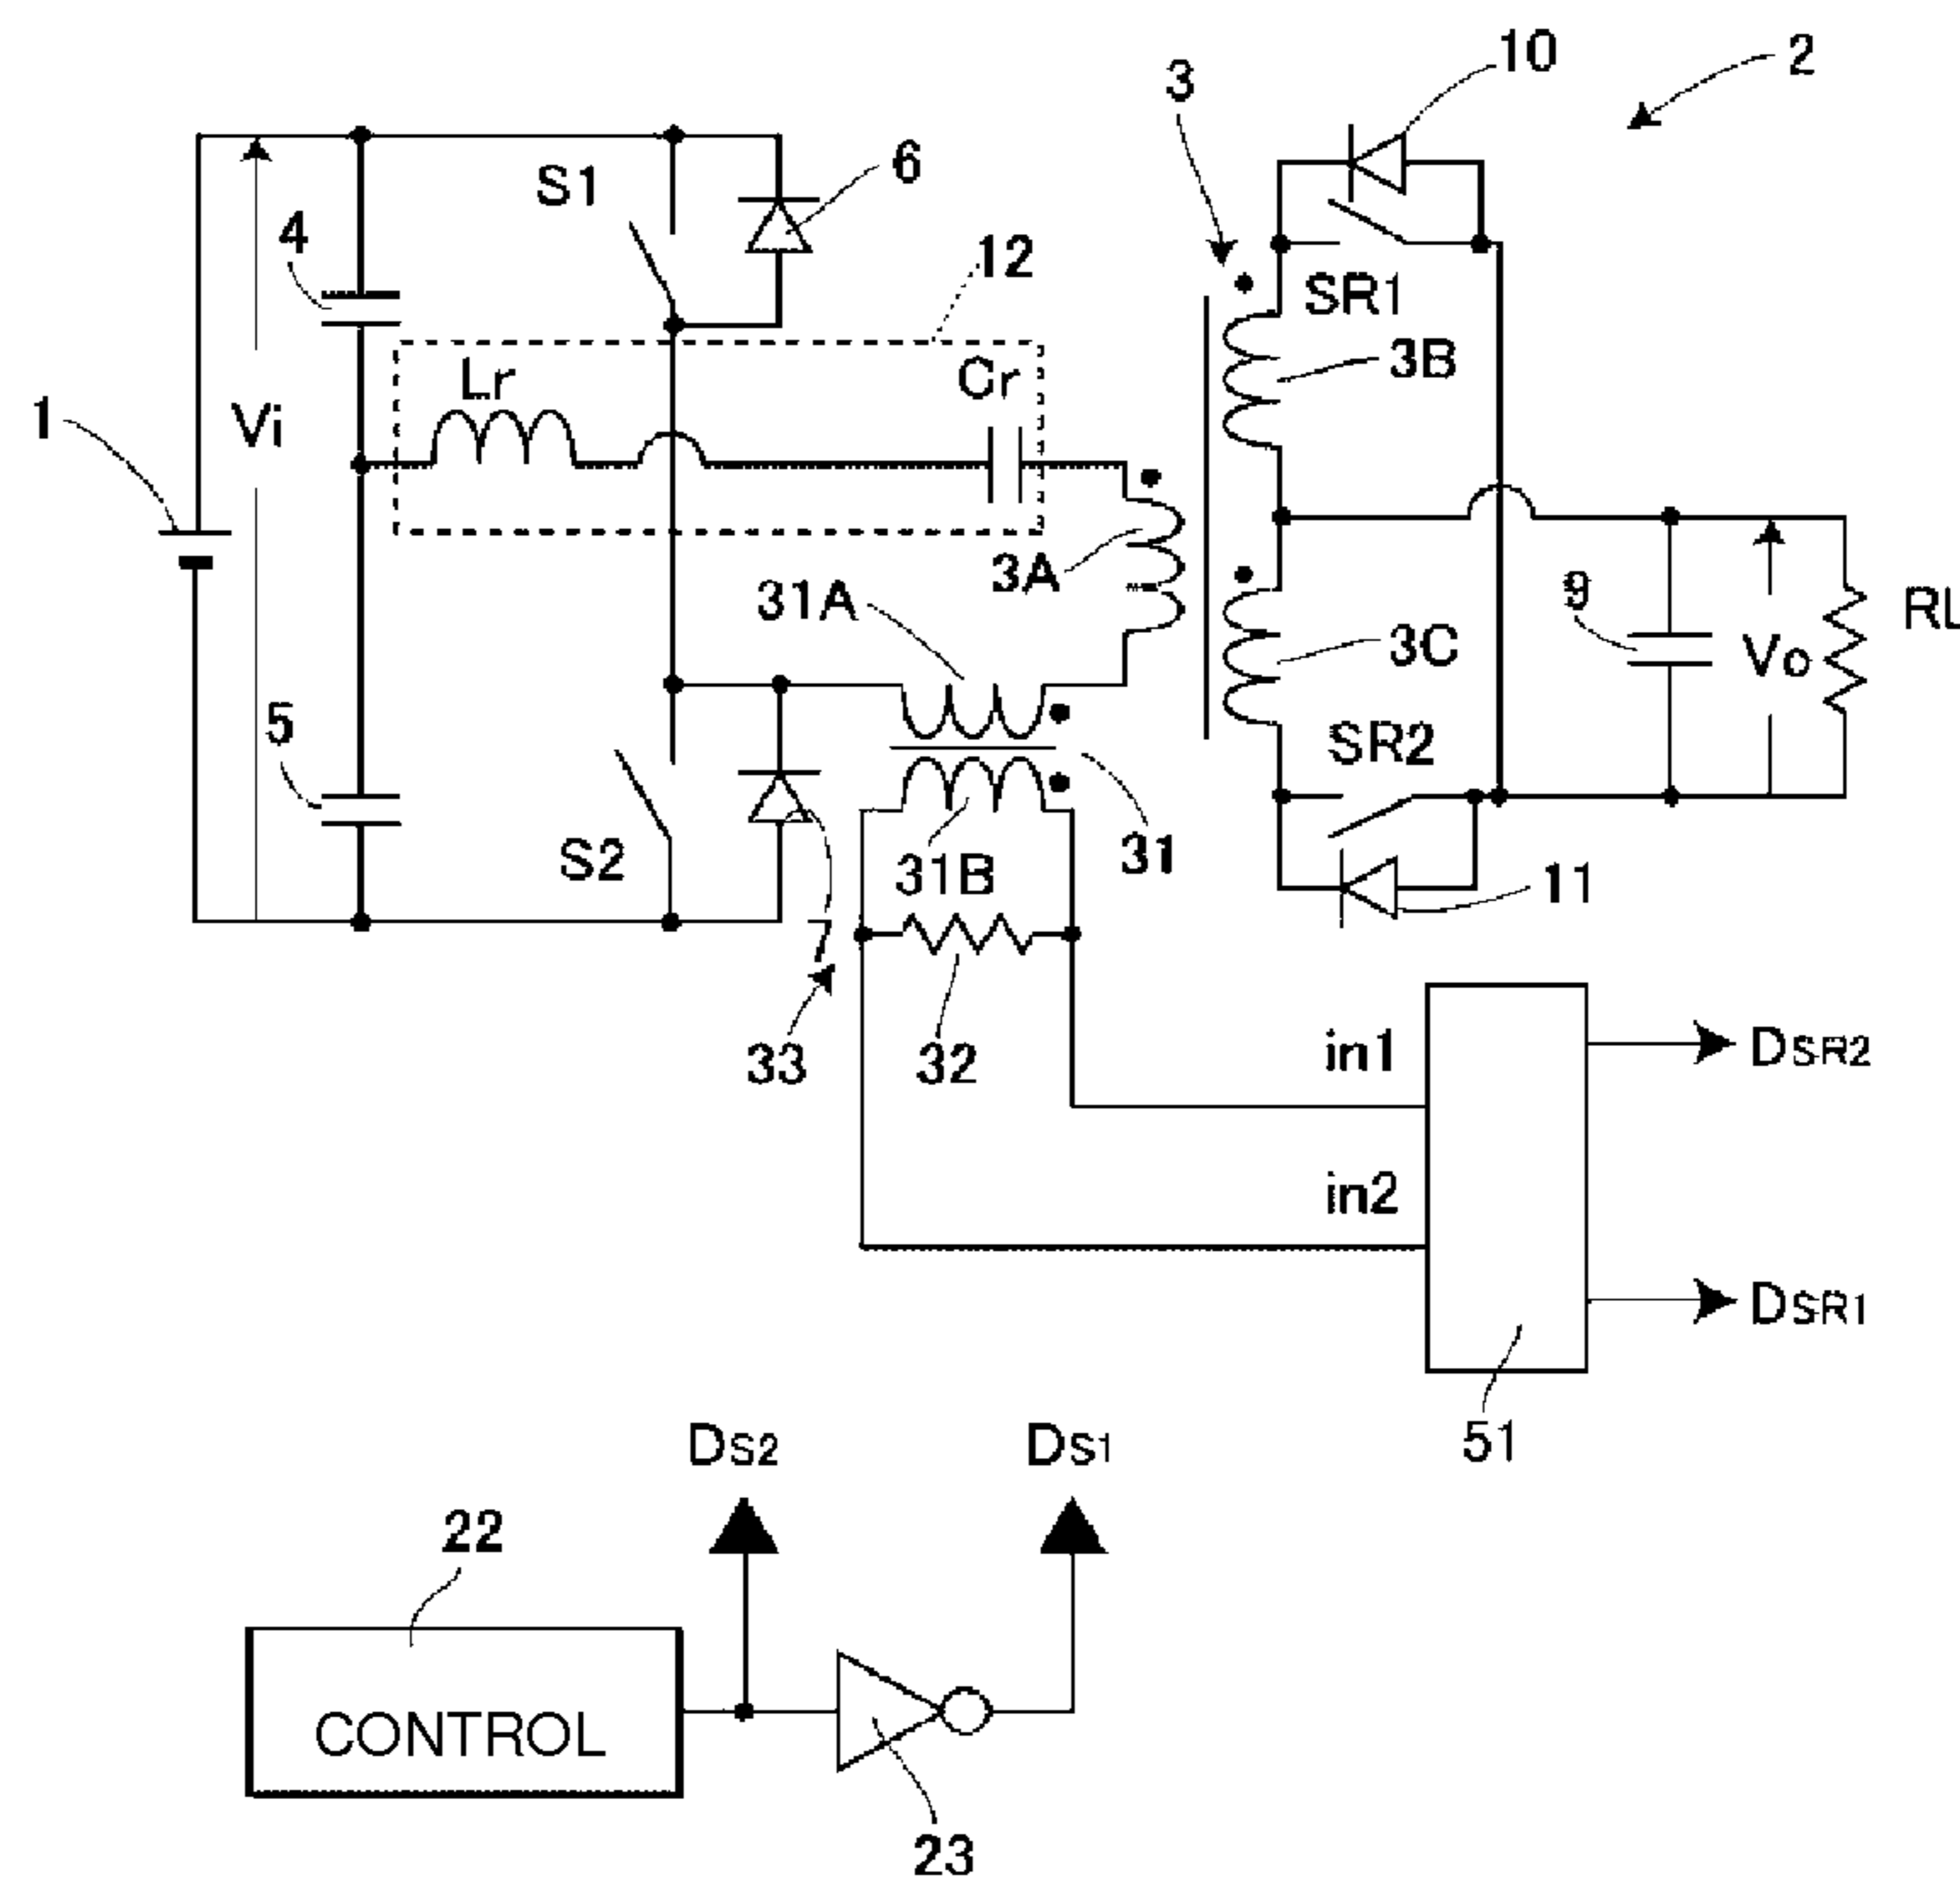 10
2
3
S1
6
4
12
SR1
Lr
Cr
3B
1
Vi
3A
31A
9
RL
Vo
3C
5
SR2
S2
31B
31
11
7
33
32
in1
DSR2
in2
DSR1
51
DS2
DS1
22
CONTROL
23